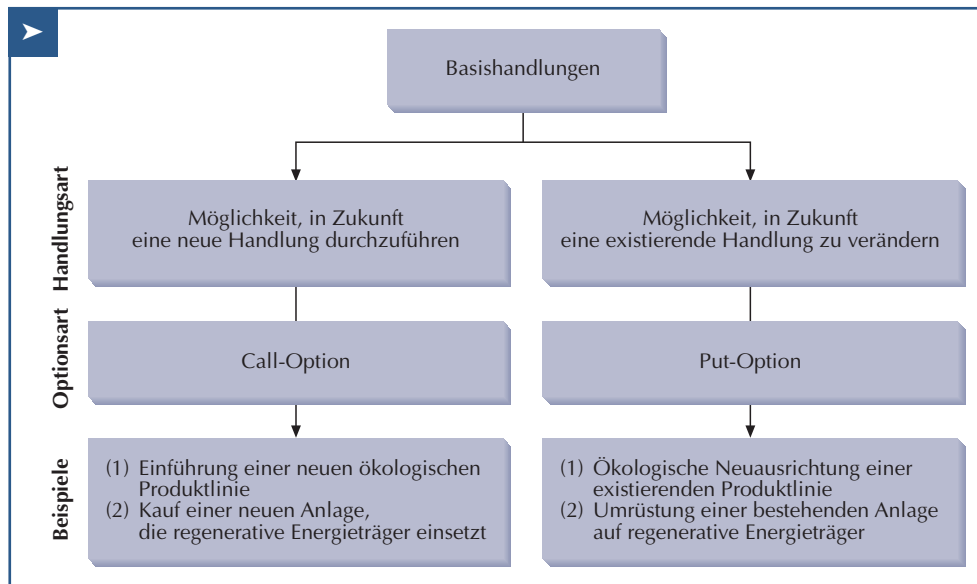 Basishandlungen
Handlungsart
Möglichkeit, in Zukunft
eine neue Handlung durchzuführen
Möglichkeit, in Zukunft
eine existierende Handlung zu verändern
Optionsart
Call-Option
Put-Option
Beispiele
(1) Einführung einer neuen ökologischen
Produktlinie
(2) Kauf einer neuen Anlage,
die regenerative Energieträger einsetzt
(1) Ökologische Neuausrichtung einer
existierenden Produktlinie
(2) Umrüstung einer bestehenden Anlage
auf regenerative Energieträger